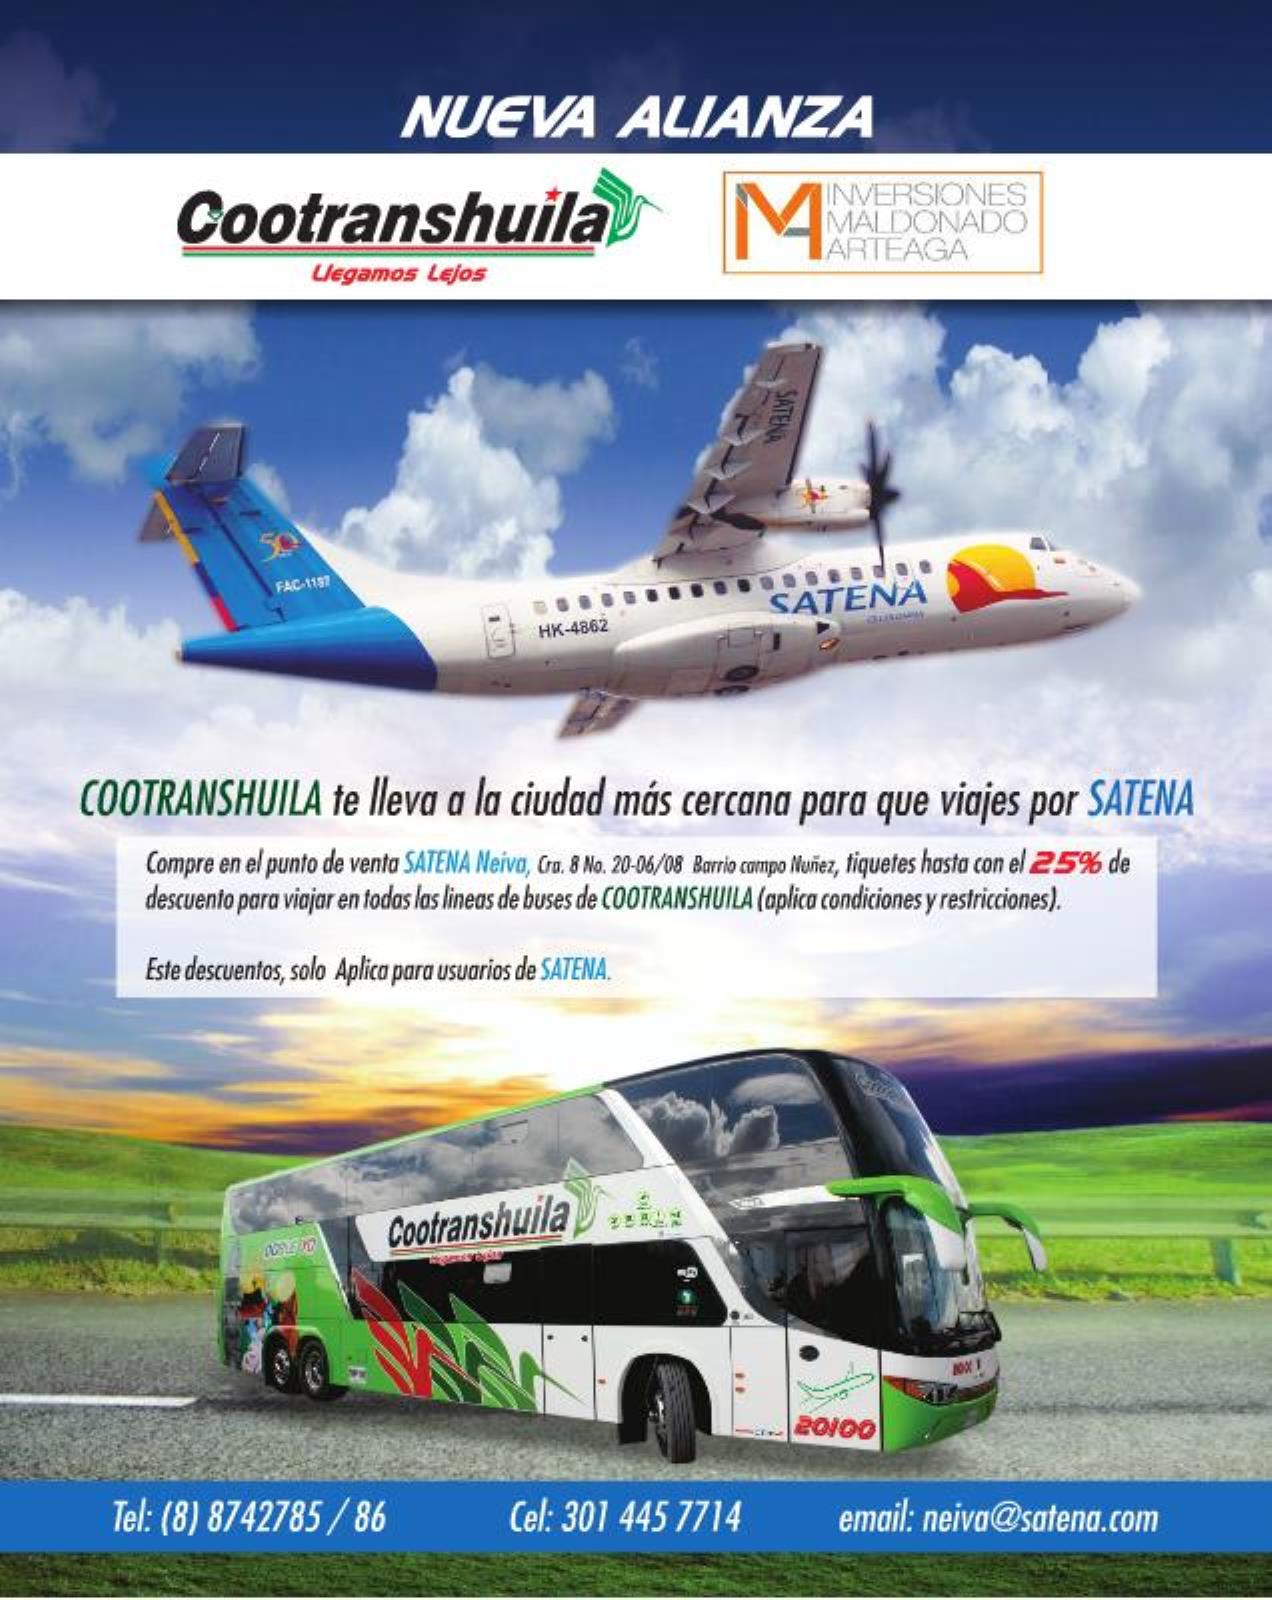 NUEVA ALIANZA
Cootranshuila
Llegamos Lejos
M INVERSIONES
MALDONADO
ARTEAGA
SATENA
50
FAC-1187
HK-4862
SATENA
COOTRANSHUILA te lleva a la ciudad más cercana para que viajes por SATENA
Compre en el punto de venta SATENA Neiva, Cra. 8 No. 20-06/08 Barrio campo Nuñez, tiquetes hasta con el 25% de
descuento para viajar en todas las lineas de buses de COOTRANSHUILA (aplica condiciones y restricciones).
Este descuentos, solo Aplica para usuarios de SATENA.
Cootranshuila
Llegamos Lejos
20100
Tel: (8) 8742785 / 86 Cel: 301 445 7714 email: neiva@satena.com